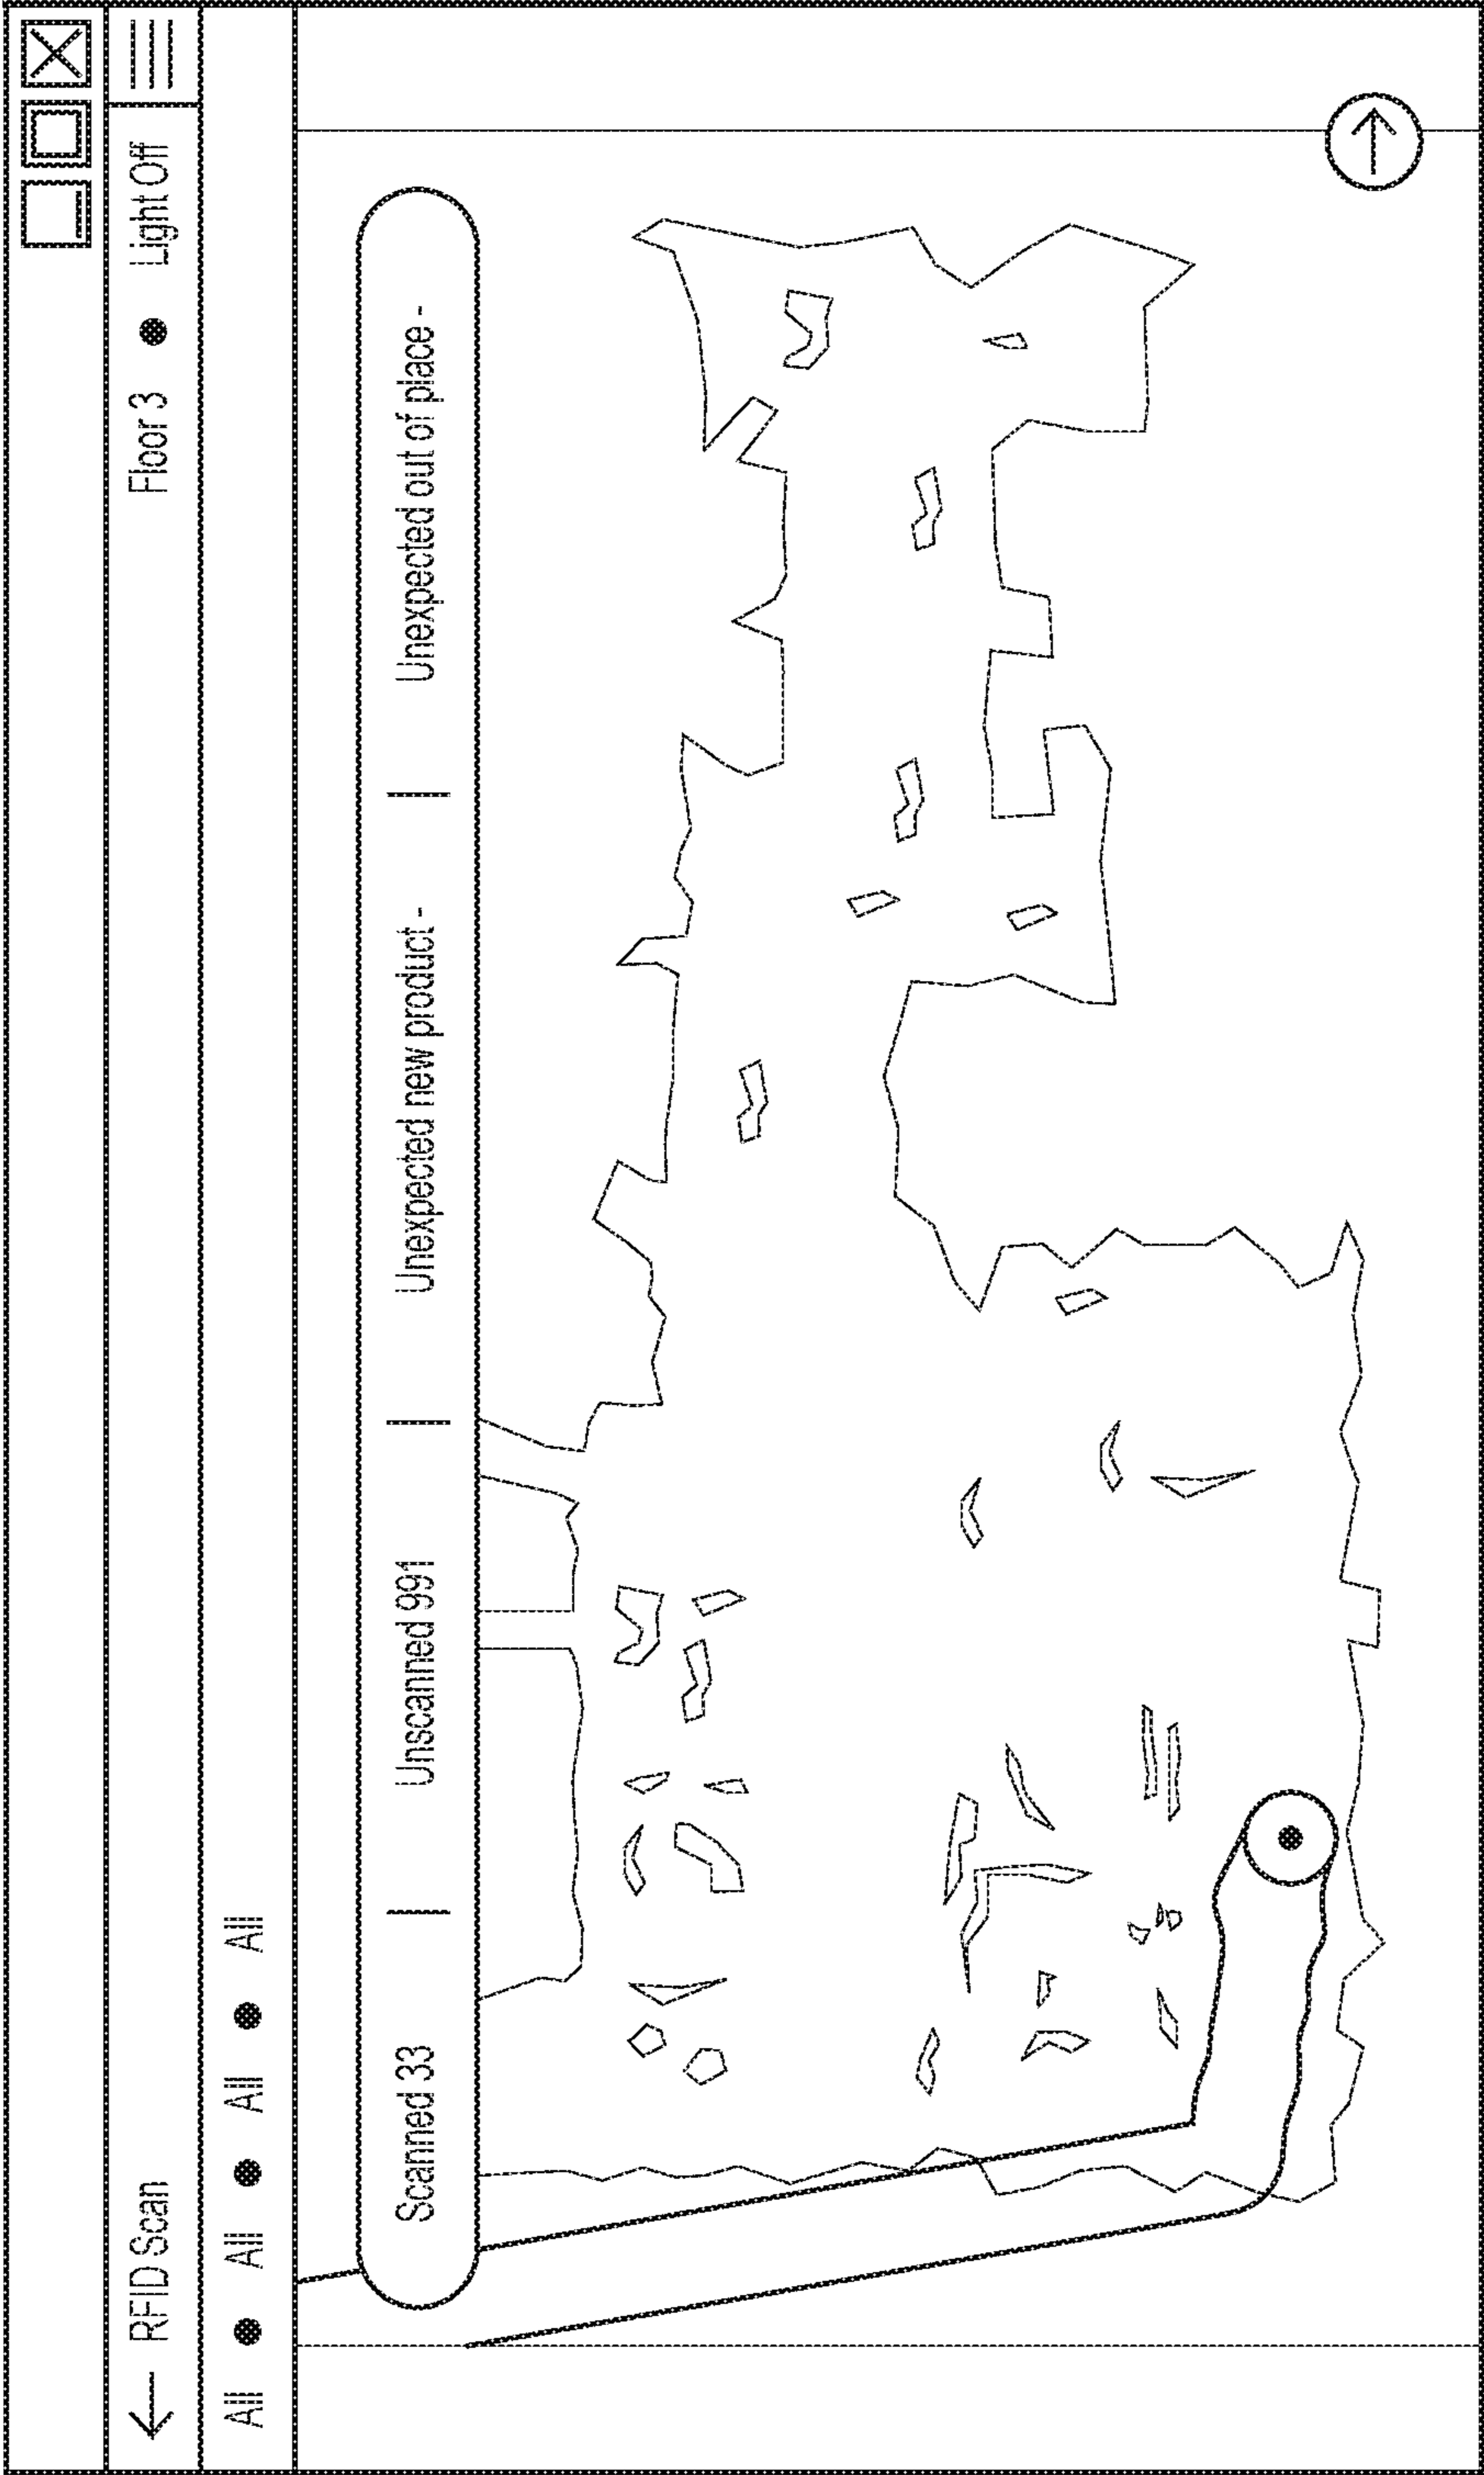 ← RFID Scan Floor 3 ● Light Off
All ● All ● All ● All
Scanned 33 | Unscanned 991 | Unexpected new product - | Unexpected out of place -